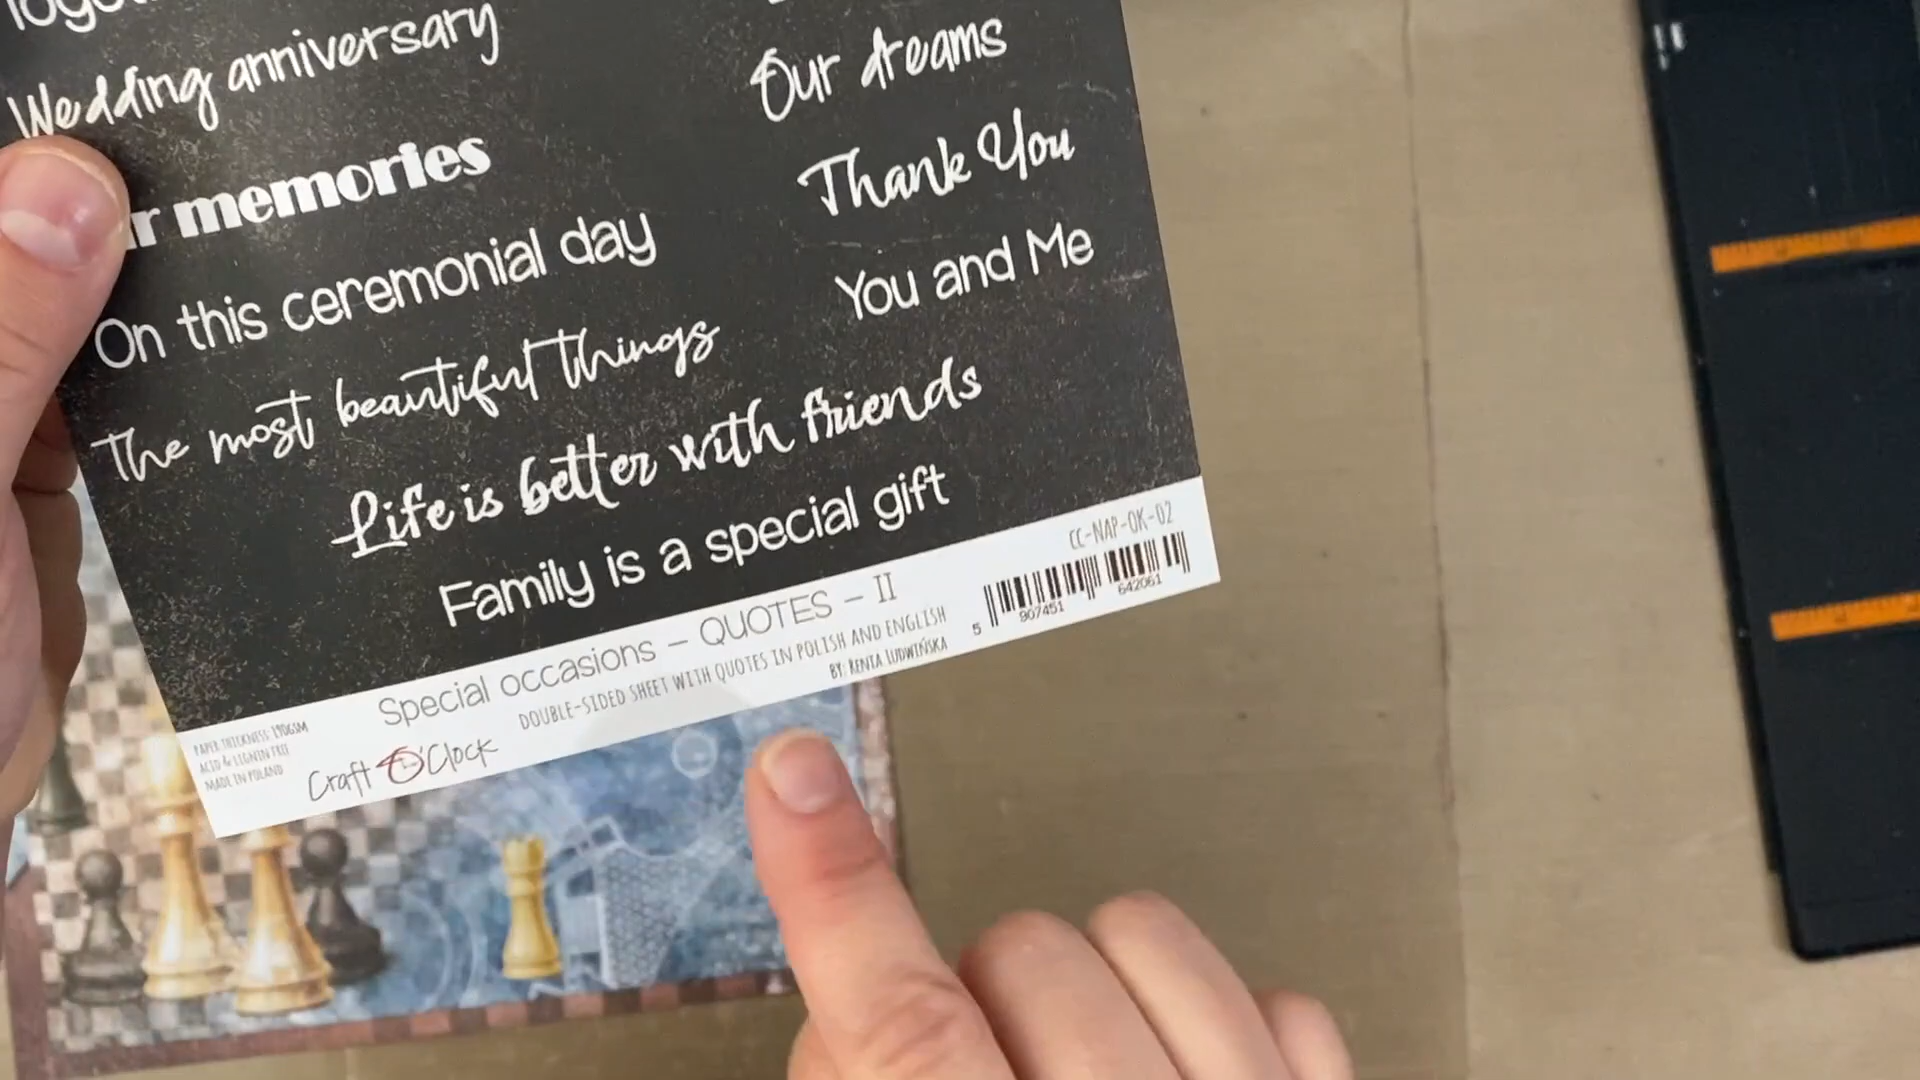 Wedding anniversary
Our dreams
memories
Thank You
On this ceremonial day
You and Me
The most beautiful things
Life is better with friends
Family is a special gift
CC-NAP-OK-02
5 907451 642061
Special occasions – QUOTES – II
DOUBLE-SIDED SHEET WITH QUOTES IN POLISH AND ENGLISH
BY: RENIA LUDWIŃSKA
PAPER THICKNESS: 190GSM
ACID & LIGNIN FREE
MADE IN POLAND
Craft O'Clock